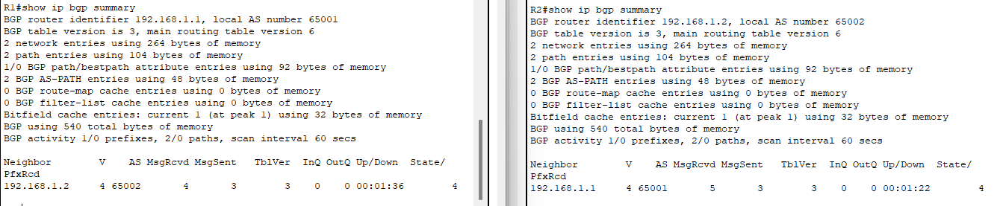 R1#show ip bgp summary
BGP router identifier 192.168.1.1, local AS number 65001
BGP table version is 3, main routing table version 6
2 network entries using 264 bytes of memory
2 path entries using 104 bytes of memory
1/0 BGP path/bestpath attribute entries using 92 bytes of memory
2 BGP AS-PATH entries using 48 bytes of memory
0 BGP route-map cache entries using 0 bytes of memory
0 BGP filter-list cache entries using 0 bytes of memory
Bitfield cache entries: current 1 (at peak 1) using 32 bytes of memory
BGP using 540 total bytes of memory
BGP activity 1/0 prefixes, 2/0 paths, scan interval 60 secs
Neighbor        V    AS MsgRcvd MsgSent   TblVer  InQ OutQ Up/Down  State/
PfxRcd
192.168.1.2     4 65002       4       3        3    0    0 00:01:36        4
R2#show ip bgp summary
BGP router identifier 192.168.1.2, local AS number 65002
BGP table version is 3, main routing table version 6
2 network entries using 264 bytes of memory
2 path entries using 104 bytes of memory
1/0 BGP path/bestpath attribute entries using 92 bytes of memory
2 BGP AS-PATH entries using 48 bytes of memory
0 BGP route-map cache entries using 0 bytes of memory
0 BGP filter-list cache entries using 0 bytes of memory
Bitfield cache entries: current 1 (at peak 1) using 32 bytes of memory
BGP using 540 total bytes of memory
BGP activity 1/0 prefixes, 2/0 paths, scan interval 60 secs
Neighbor        V    AS MsgRcvd MsgSent   TblVer  InQ OutQ Up/Down  State/
PfxRcd
192.168.1.1     4 65001       5       3        3    0    0 00:01:22        4